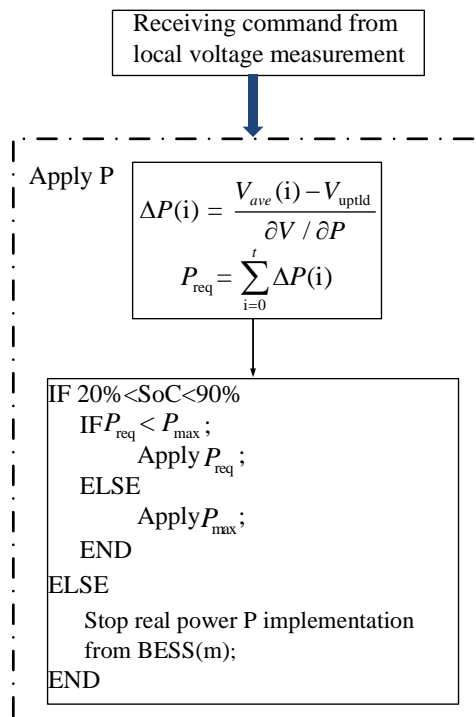 Receiving command from
local voltage measurement
Apply P
ΔP(i) = (V_ave(i) − V_uptld) / (∂V / ∂P)
P_req = ∑_{i=0}^{t} ΔP(i)
IF 20%<SoC<90%
IF P_req < P_max;
Apply P_req;
ELSE
Apply P_max;
END
ELSE
Stop real power P implementation
from BESS(m);
END